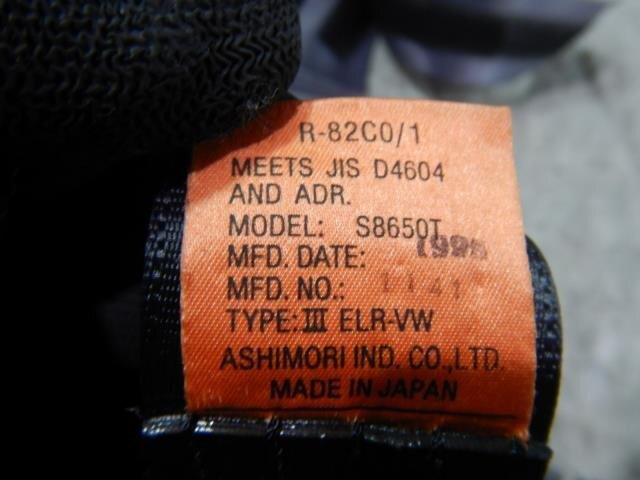 R-82C0/1
MEETS JIS D4604
AND ADR.
MODEL: S8650T
MFD. DATE:
MFD. NO.: 1141
TYPE: III ELR-VW
ASHIMORI IND. CO.,LTD.
MADE IN JAPAN